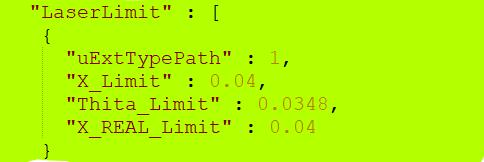 "LaserLimit" : [
{
"uExtTypePath" : 1,
"X_Limit" : 0.04,
"Thita_Limit" : 0.0348,
"X_REAL_Limit" : 0.04
}